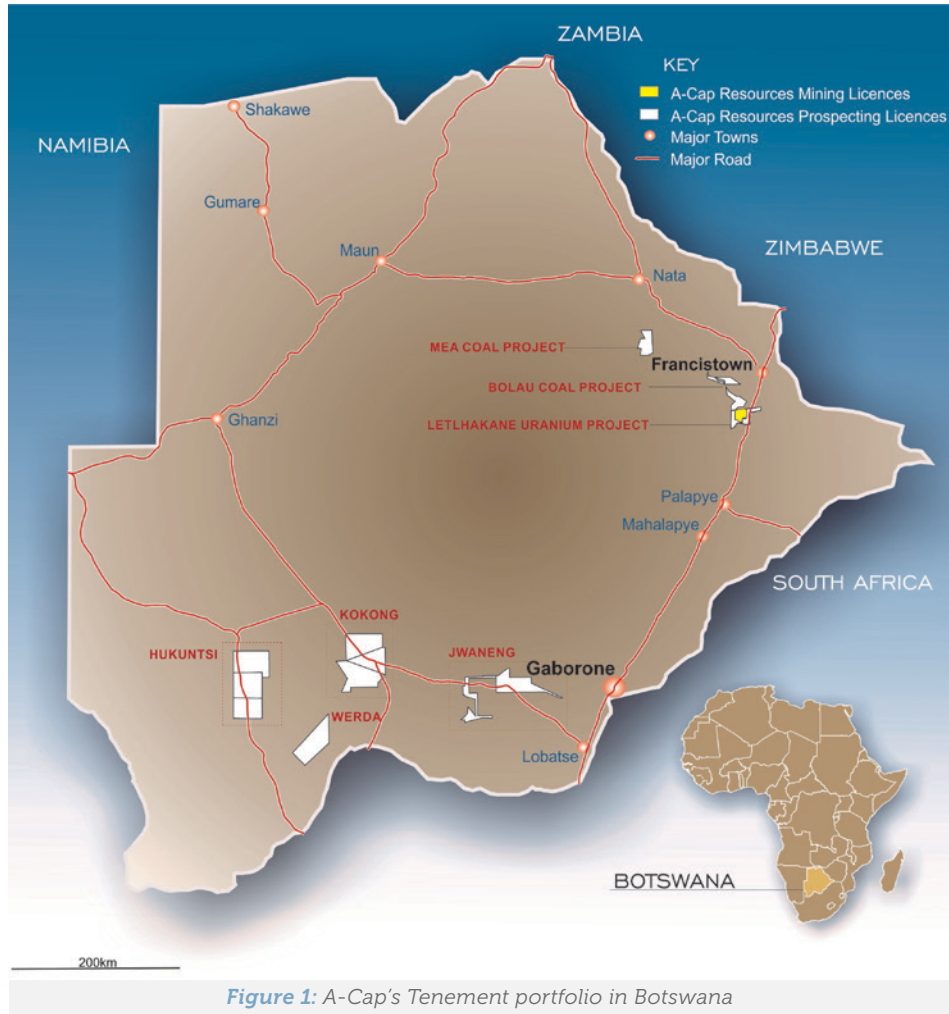 ZAMBIA
KEY
A-Cap Resources Mining Licences
A-Cap Resources Prospecting Licences
Major Towns
Major Road
Shakawe
NAMIBIA
Gumare
Maun
ZIMBABWE
Nata
MEA COAL PROJECT
Francistown
BOLAU COAL PROJECT
Ghanzi
LETLHAKANE URANIUM PROJECT
Palapye
Mahalapye
SOUTH AFRICA
KOKONG
HUKUNTSI
JWANENG
Gaborone
WERDA
Lobatse
BOTSWANA
200km
Figure 1: A-Cap's Tenement portfolio in Botswana